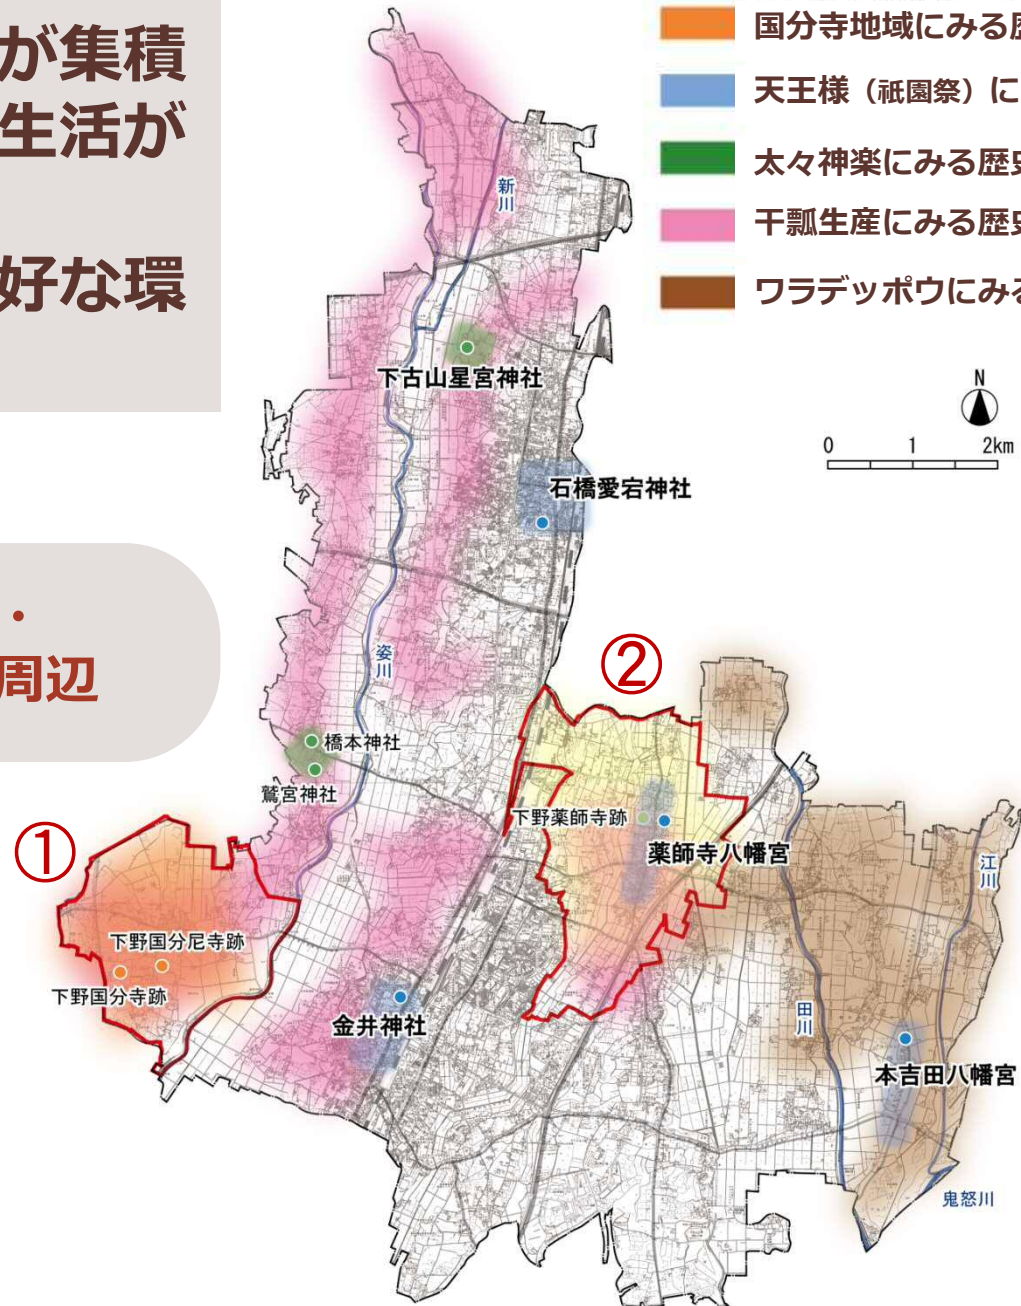 が集積
生活が
好な環
・
周辺
国分寺地域にみる歴
天王様（祇園祭）に
太々神楽にみる歴史
干瓢生産にみる歴史
ワラデッポウにみる
N
0 1 2km
新川
下古山星宮神社
石橋愛宕神社
姿川
②
橋本神社
鷲宮神社
下野薬師寺跡
薬師寺八幡宮
①
江川
下野国分尼寺跡
下野国分寺跡
金井神社
田川
本吉田八幡宮
鬼怒川